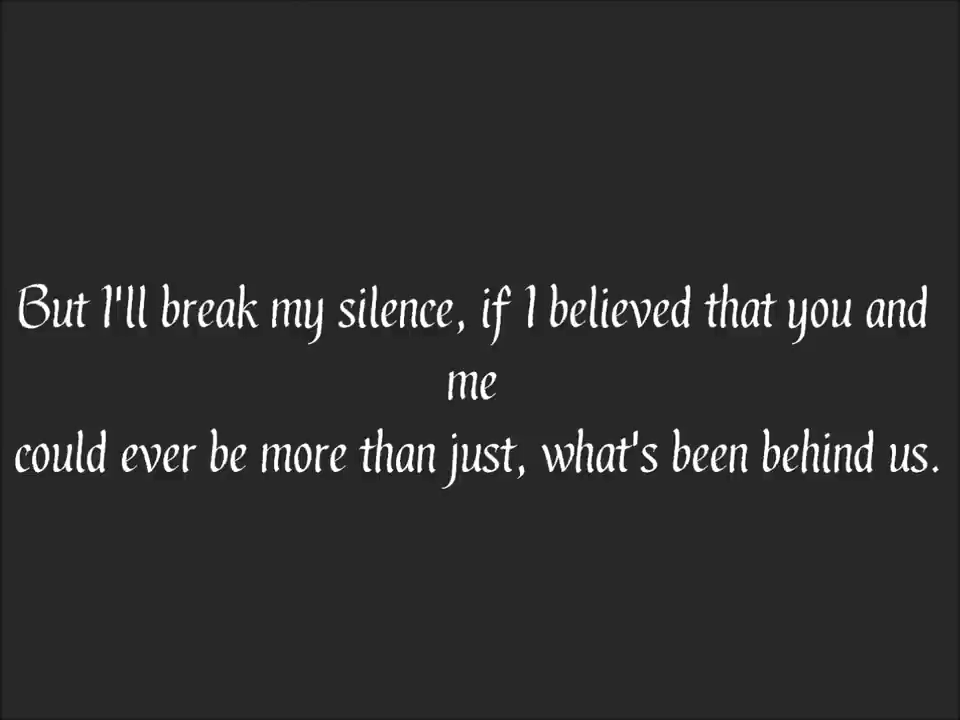 But I'll break my silence, if I believed that you and
me
could ever be more than just, what's been behind us.